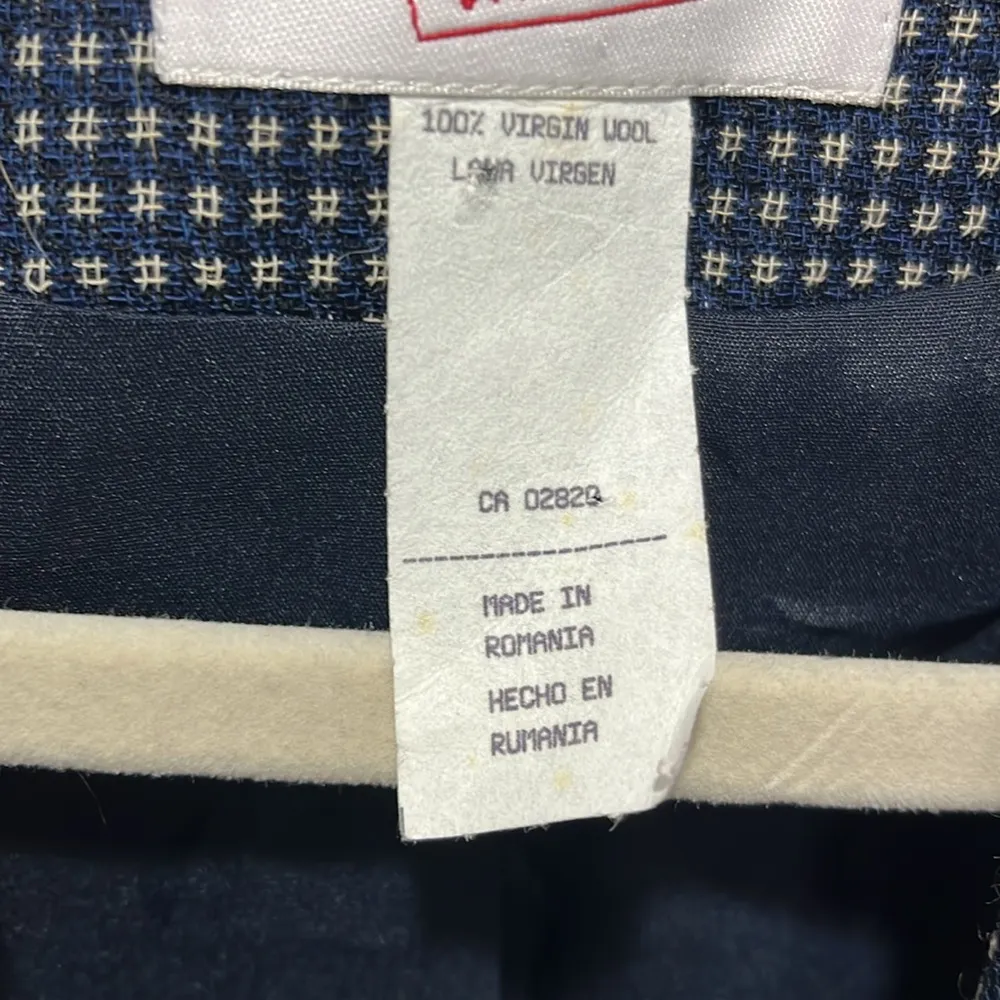 100% VIRGIN WOOL
LANA VIRGEN
CA 02820
MADE IN
ROMANIA
HECHO EN
RUMANIA